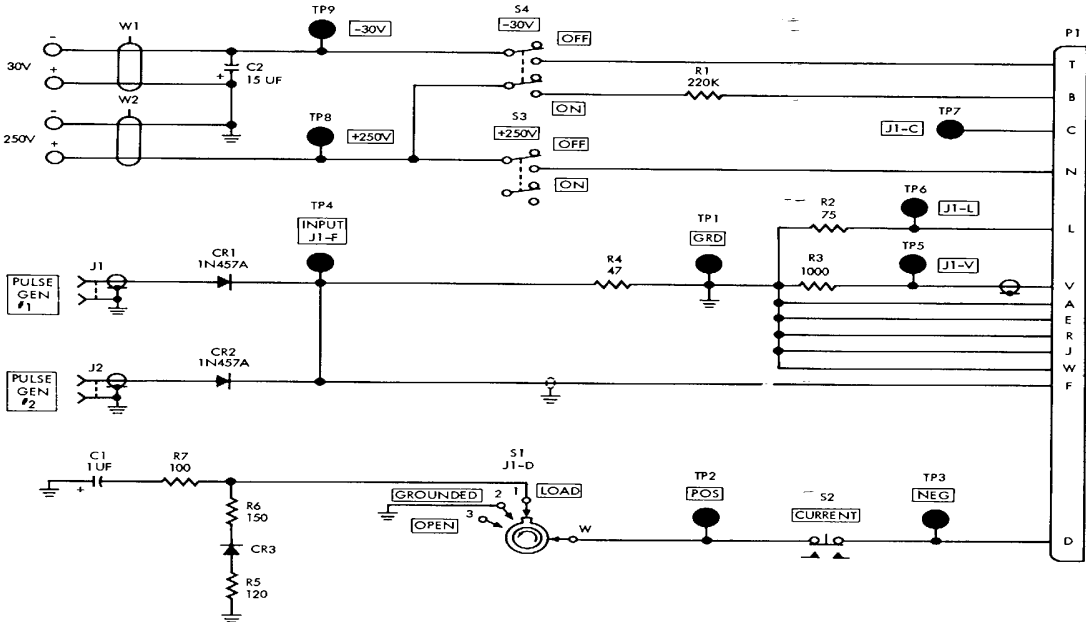 W1
TP9
-30V
S4
-30V
OFF
P1
-
30V
+
+
C2
15 UF
T
R1
220K
B
W2
ON
-
250V
+
TP8
+250V
S3
+250V
OFF
TP7
J1-C
C
N
ON
TP4
INPUT
J1-F
R2
75
TP6
J1-L
L
TP1
GRD
TP5
J1-V
J1
CR1
1N457A
R4
47
R3
1000
PULSE
GEN
#1
V
A
E
R
J
W
F
J2
CR2
1N457A
PULSE
GEN
#2
C1
1 UF
+
R7
100
S1
J1-D
GROUNDED
2
1
LOAD
3
OPEN
W
TP2
POS
S2
CURRENT
TP3
NEG
D
R6
150
CR3
R5
120